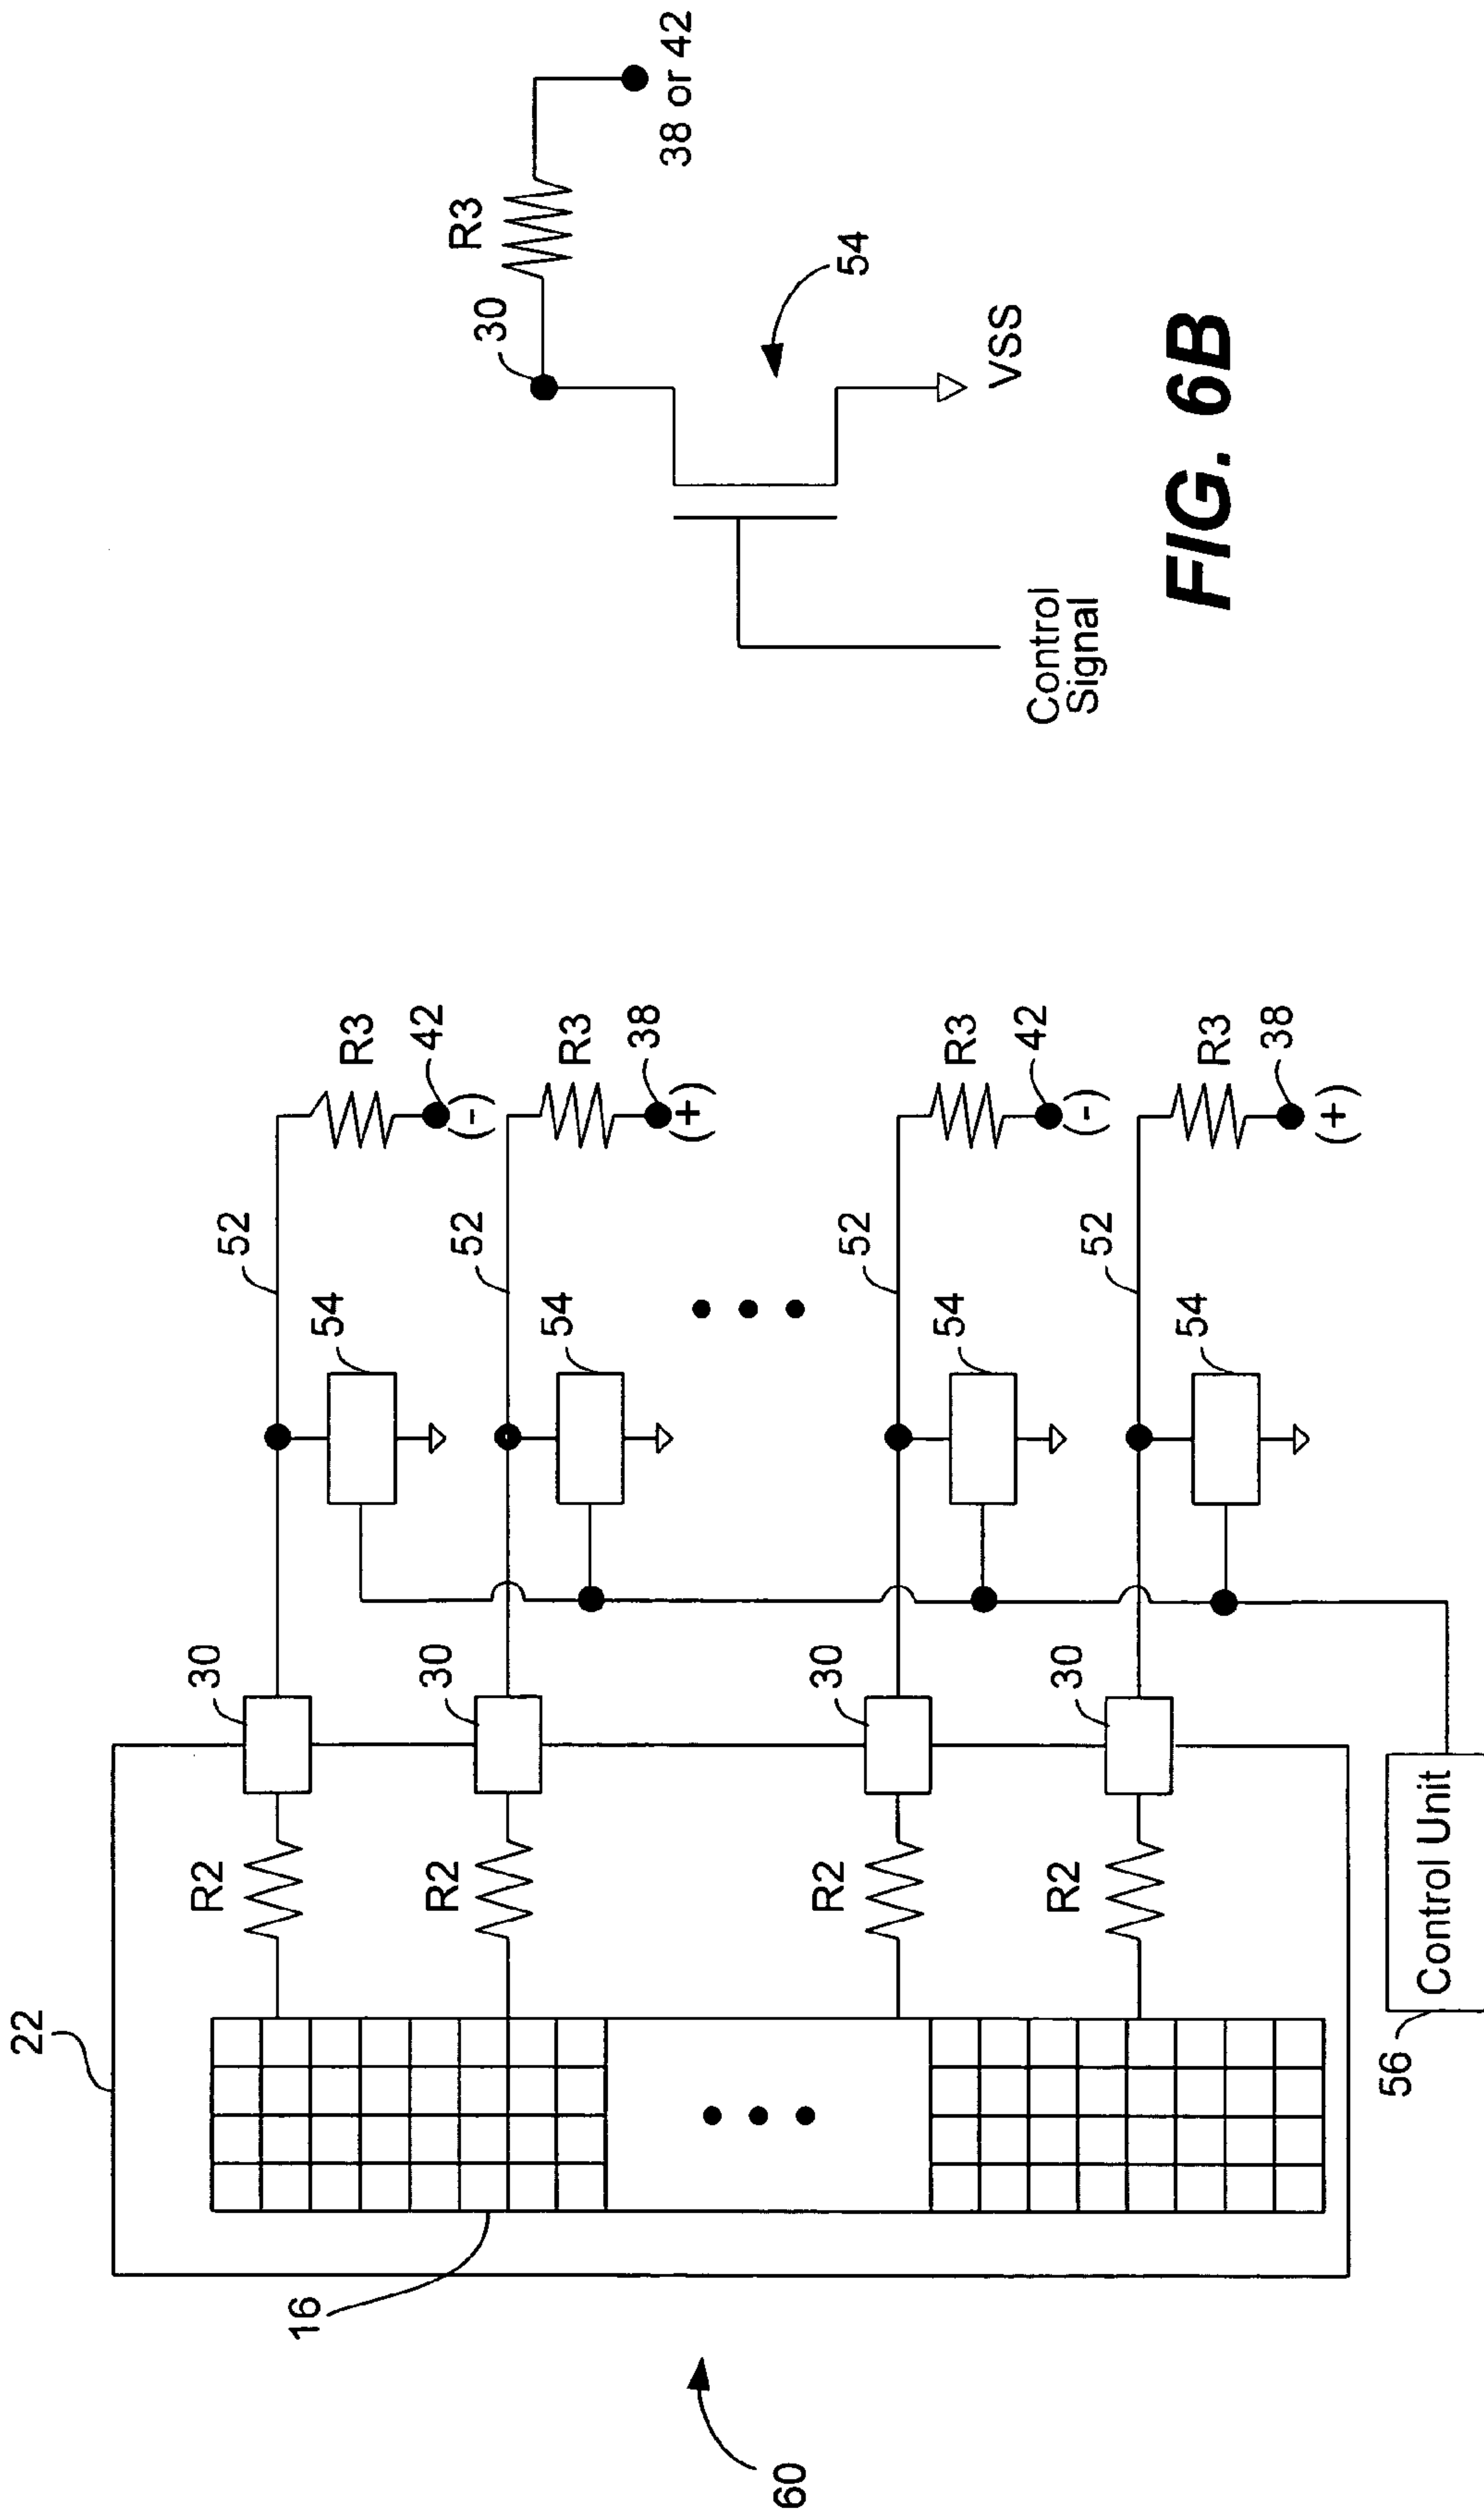 22
R2
30
52
54
R3
42
(-)
16
R2
30
52
54
R3
38
(+)
60
R2
30
52
54
R3
42
(-)
R2
30
52
54
R3
38
(+)
56
Control Unit
R3
30
38 or 42
54
VSS
Control
Signal
FIG. 6B